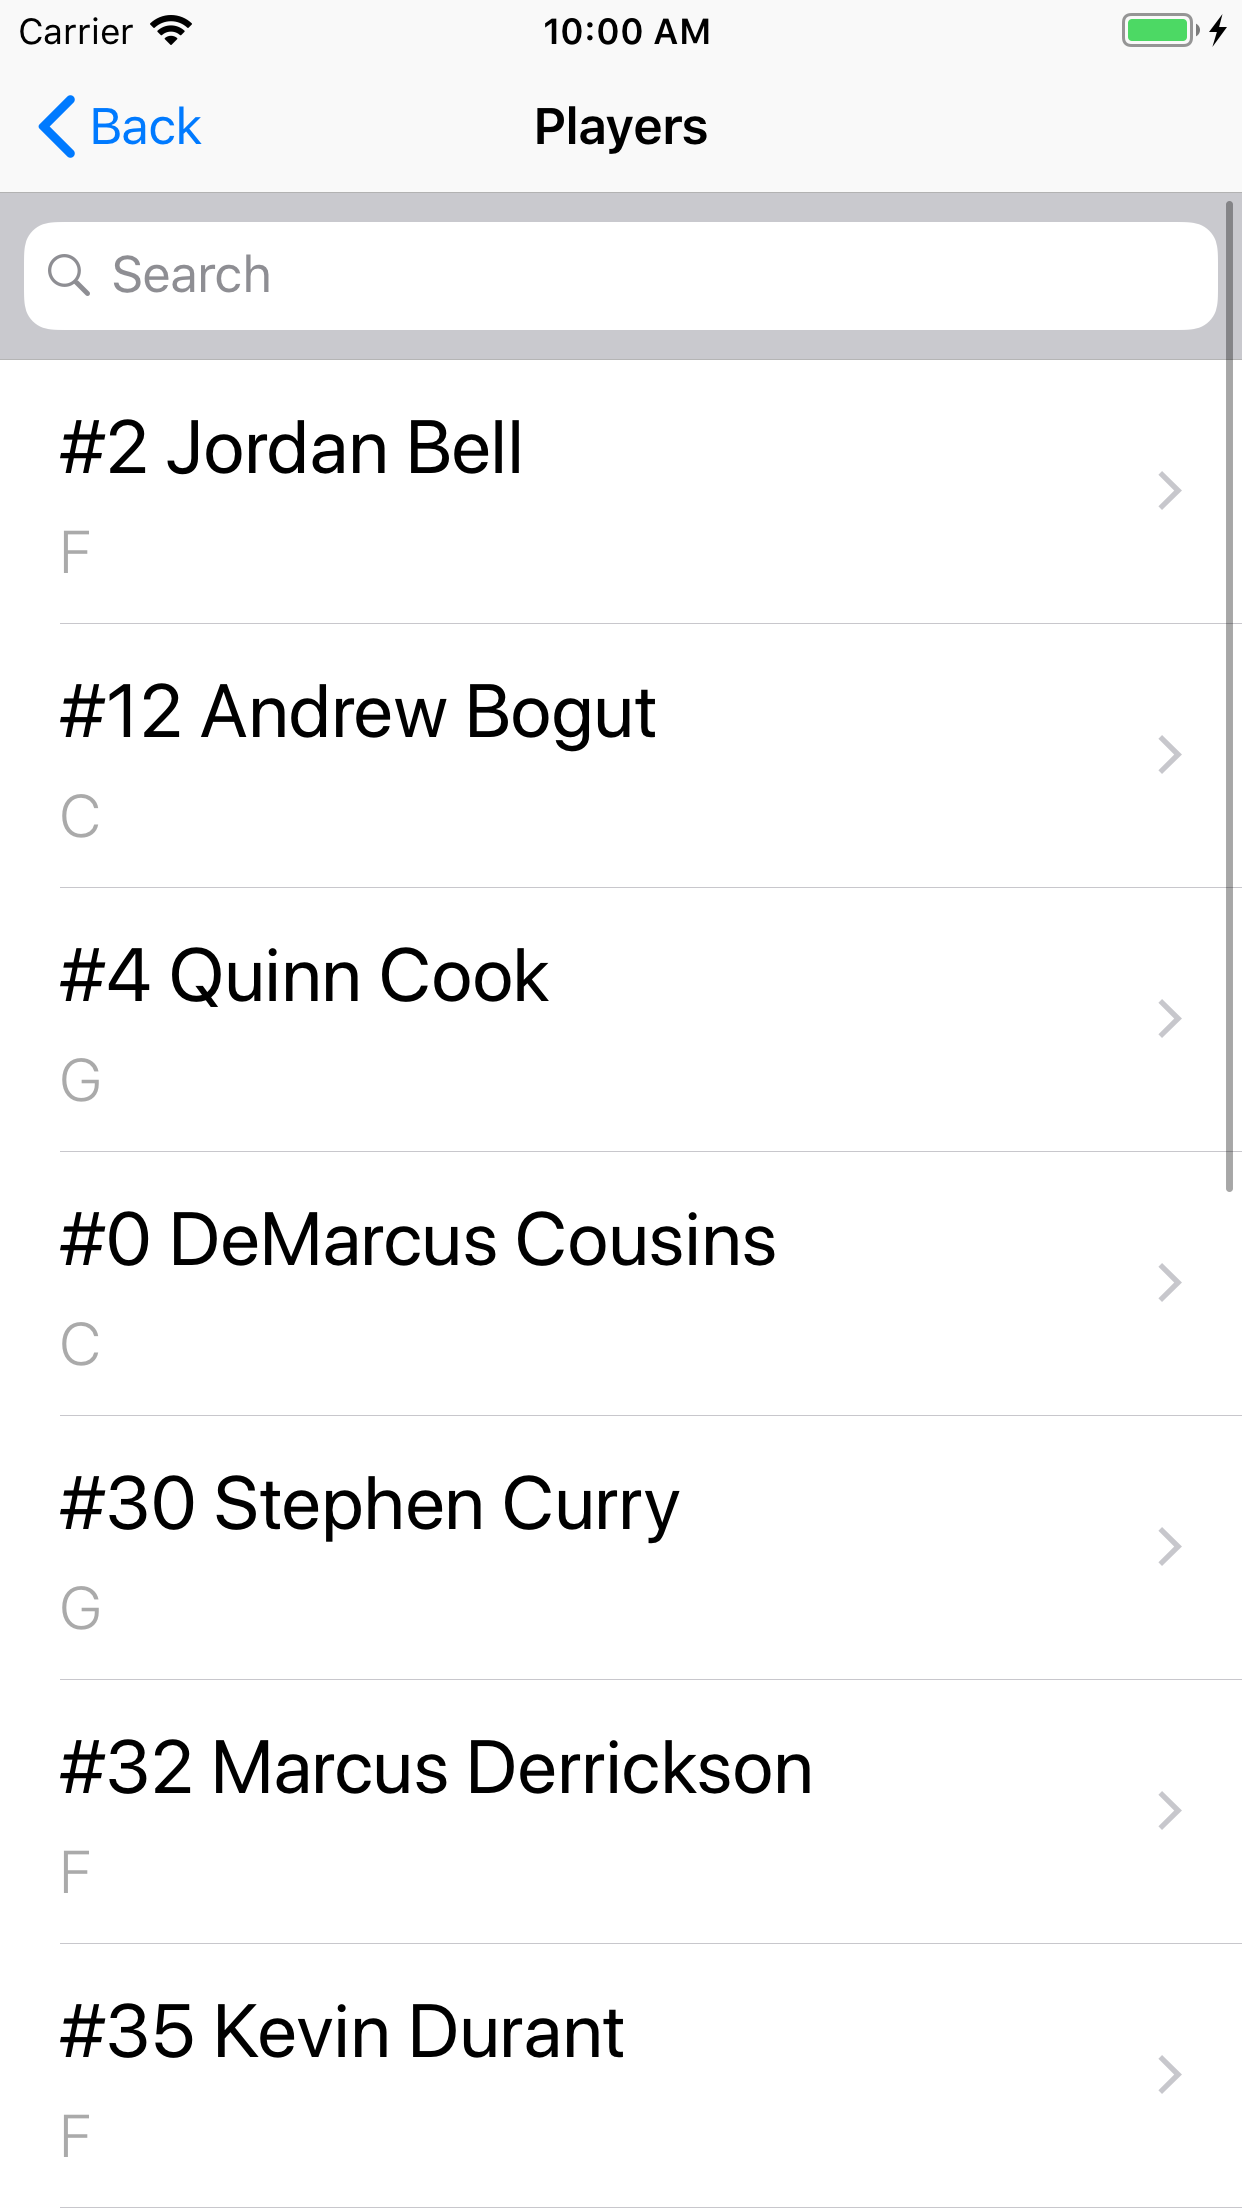 Carrier 10:00 AM
Back Players
Search
#2 Jordan Bell
F
#12 Andrew Bogut
C
#4 Quinn Cook
G
#0 DeMarcus Cousins
C
#30 Stephen Curry
G
#32 Marcus Derrickson
F
#35 Kevin Durant
F